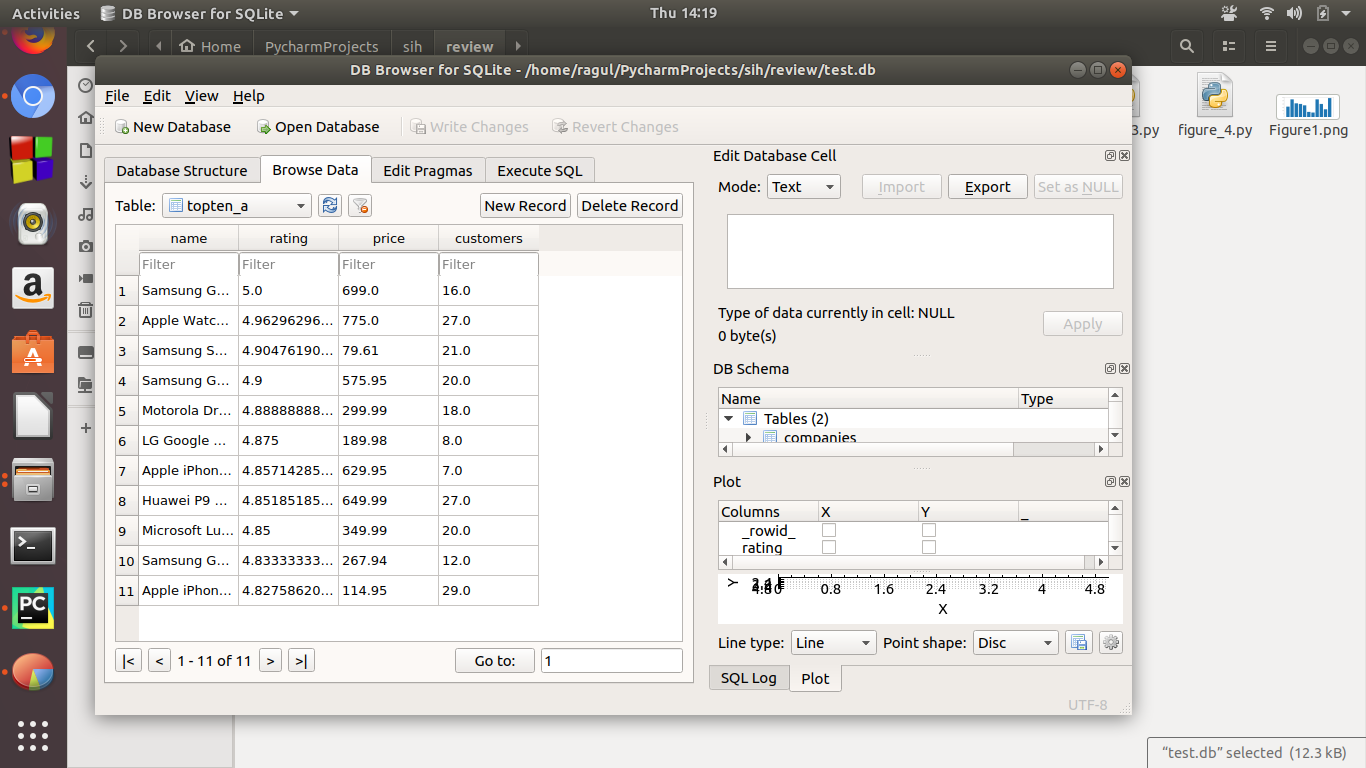 Activities DB Browser for SQLite Thu 14:19
Home PycharmProjects sih review
DB Browser for SQLite - /home/ragul/PycharmProjects/sih/review/test.db
File Edit View Help
New Database Open Database Write Changes Revert Changes
3.py figure_4.py Figure1.png
Database Structure Browse Data Edit Pragmas Execute SQL
Table: topten_a New Record Delete Record
name rating price customers
Filter Filter Filter Filter
1 Samsung G... 5.0 699.0 16.0
2 Apple Watc... 4.96296296... 775.0 27.0
3 Samsung S... 4.90476190... 79.61 21.0
4 Samsung G... 4.9 575.95 20.0
5 Motorola Dr... 4.88888888... 299.99 18.0
6 LG Google ... 4.875 189.98 8.0
7 Apple iPhon... 4.85714285... 629.95 7.0
8 Huawei P9 ... 4.85185185... 649.99 27.0
9 Microsoft Lu... 4.85 349.99 20.0
10 Samsung G... 4.83333333... 267.94 12.0
11 Apple iPhon... 4.82758620... 114.95 29.0
|< < 1 - 11 of 11 > >| Go to: 1
Edit Database Cell
Mode: Text Import Export Set as NULL
Type of data currently in cell: NULL
0 byte(s)
Apply
DB Schema
Name Type
Tables (2)
companies
Plot
Columns X Y _
_rowid_
rating
Y
0 0.8 1.6 2.4 3.2 4 4.8
X
Line type: Line Point shape: Disc
SQL Log Plot
UTF-8
"test.db" selected (12.3 kB)